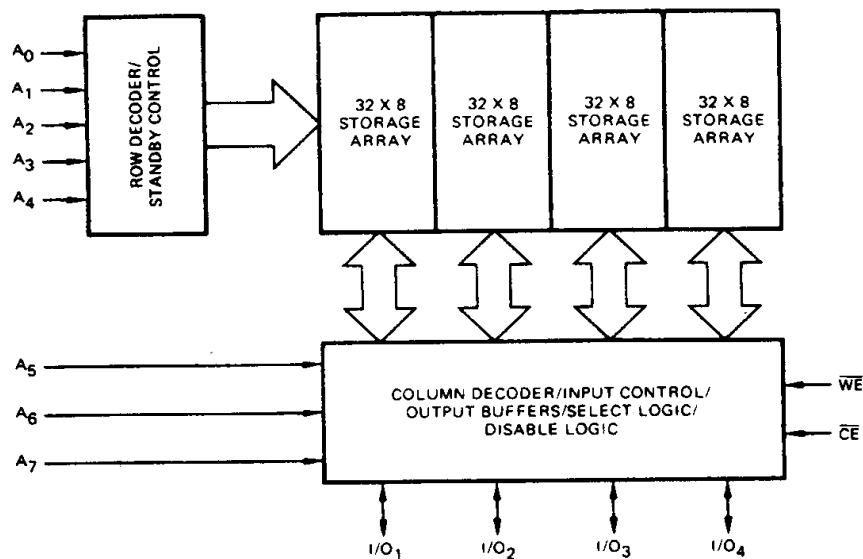 A0
A1
A2
A3
A4
ROW DECODER/
STANDBY CONTROL
32 X 8
STORAGE
ARRAY
32 X 8
STORAGE
ARRAY
32 X 8
STORAGE
ARRAY
32 X 8
STORAGE
ARRAY
A5
A6
A7
COLUMN DECODER/INPUT CONTROL/
OUTPUT BUFFERS/SELECT LOGIC/
DISABLE LOGIC
W̅E̅
C̅E̅
I/O1
I/O2
I/O3
I/O4